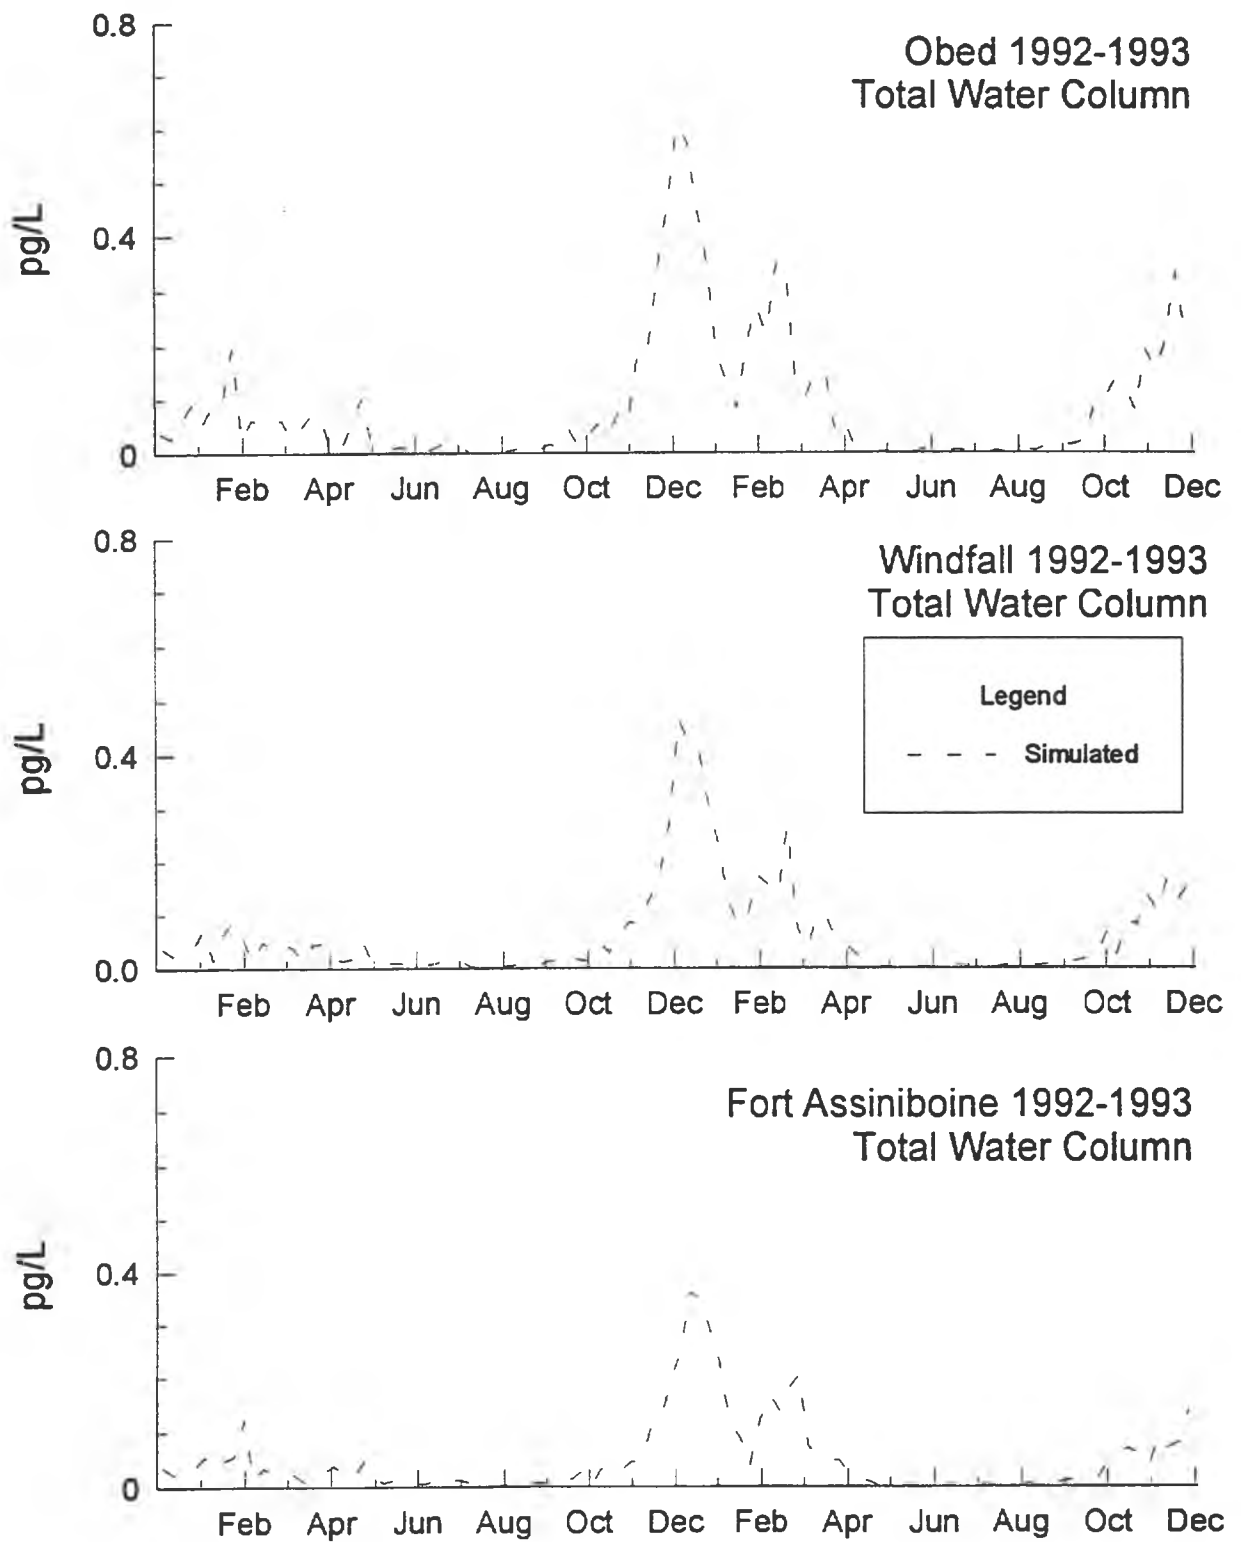 Obed 1992-1993
Total Water Column
pg/L
0.8
0.4
0
Feb Apr Jun Aug Oct Dec Feb Apr Jun Aug Oct Dec
Windfall 1992-1993
Total Water Column
Legend
Simulated
pg/L
0.8
0.4
0.0
Feb Apr Jun Aug Oct Dec Feb Apr Jun Aug Oct Dec
Fort Assiniboine 1992-1993
Total Water Column
pg/L
0.8
0.4
0
Feb Apr Jun Aug Oct Dec Feb Apr Jun Aug Oct Dec